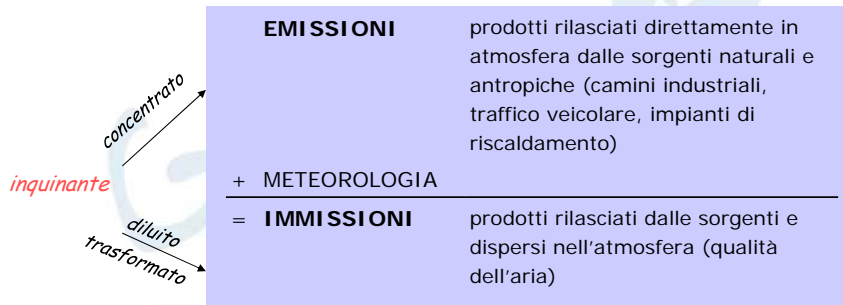 EMISSIONI
prodotti rilasciati direttamente in
atmosfera dalle sorgenti naturali e
antropiche (camini industriali,
traffico veicolare, impianti di
riscaldamento)
concentrato
inquinante
+ METEOROLOGIA
diluito
trasformato
= IMMISSIONI
prodotti rilasciati dalle sorgenti e
dispersi nell'atmosfera (qualità
dell'aria)